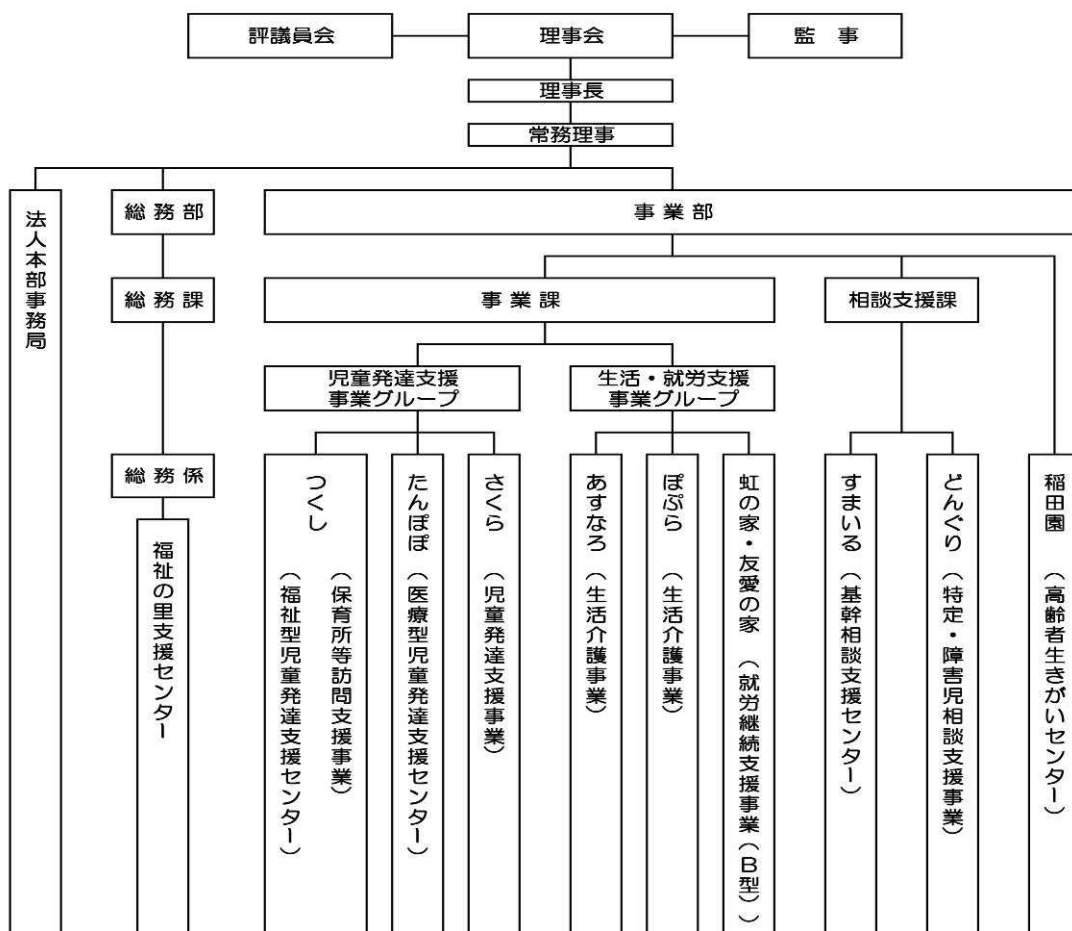 評議員会
理事会
監　事
理事長
常務理事
法人本部事務局
総務部
事業部
総務課
事業課
相談支援課
児童発達支援
事業グループ
生活・就労支援
事業グループ
総務係
福祉の里支援センター
つくし
（保育所等訪問支援事業）
（福祉型児童発達支援センター）
たんぽぽ（医療型児童発達支援センター）
さくら（児童発達支援事業）
あすなろ（生活介護事業）
ぽぷら（生活介護事業）
虹の家・友愛の家（就労継続支援事業（B型））
すまいる（基幹相談支援センター）
どんぐり（特定・障害児相談支援事業）
稲田園（高齢者生きがいセンター）